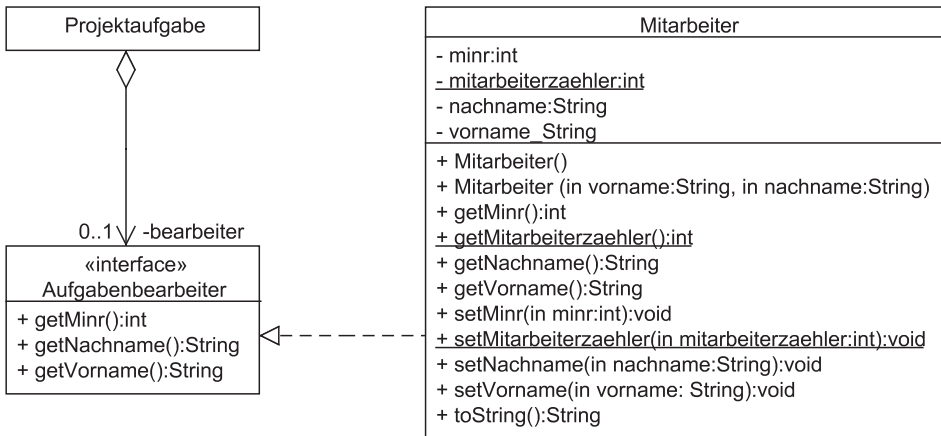 Projektaufgabe
0..1 -bearbeiter
«interface»
Aufgabenbearbeiter
+ getMinr():int
+ getNachname():String
+ getVorname():String
Mitarbeiter
- minr:int
- mitarbeiterzaehler:int
- nachname:String
- vorname_String
+ Mitarbeiter()
+ Mitarbeiter (in vorname:String, in nachname:String)
+ getMinr():int
+ getMitarbeiterzaehler():int
+ getNachname():String
+ getVorname():String
+ setMinr(in minr:int):void
+ setMitarbeiterzaehler(in mitarbeiterzaehler:int):void
+ setNachname(in nachname:String):void
+ setVorname(in vorname: String):void
+ toString():String